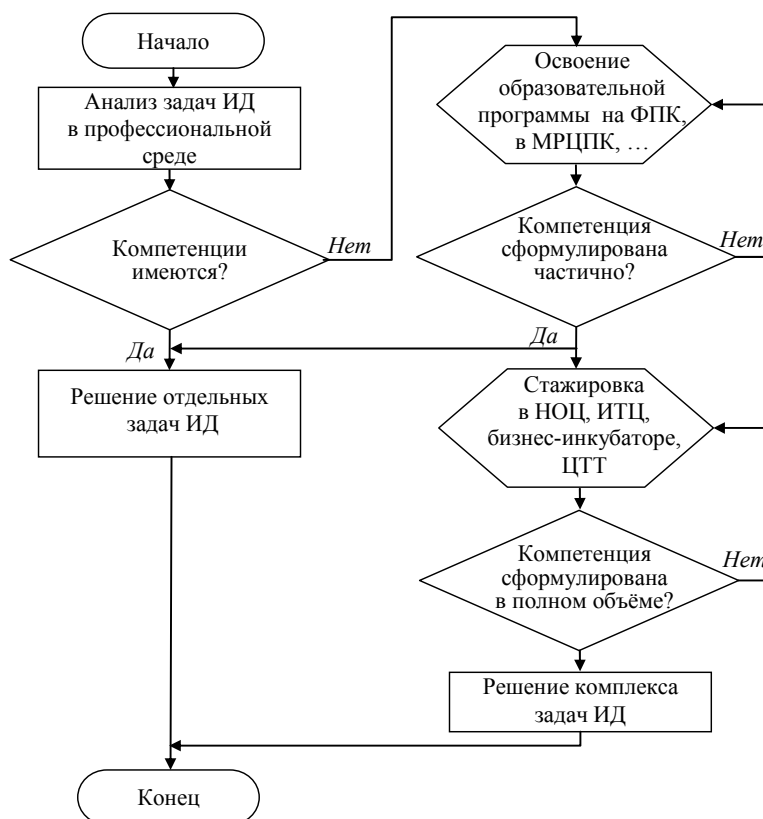 Начало
Анализ задач ИД
в профессиональной
среде
Компетенции
имеются?
Нет
Да
Решение отдельных
задач ИД
Освоение
образовательной
программы на ФПК,
в МРЦПК, …
Компетенция
сформулирована
частично?
Нет
Да
Стажировка
в НОЦ, ИТЦ,
бизнес-инкубаторе,
ЦТТ
Компетенция
сформулирована
в полном объёме?
Нет
Решение комплекса
задач ИД
Конец